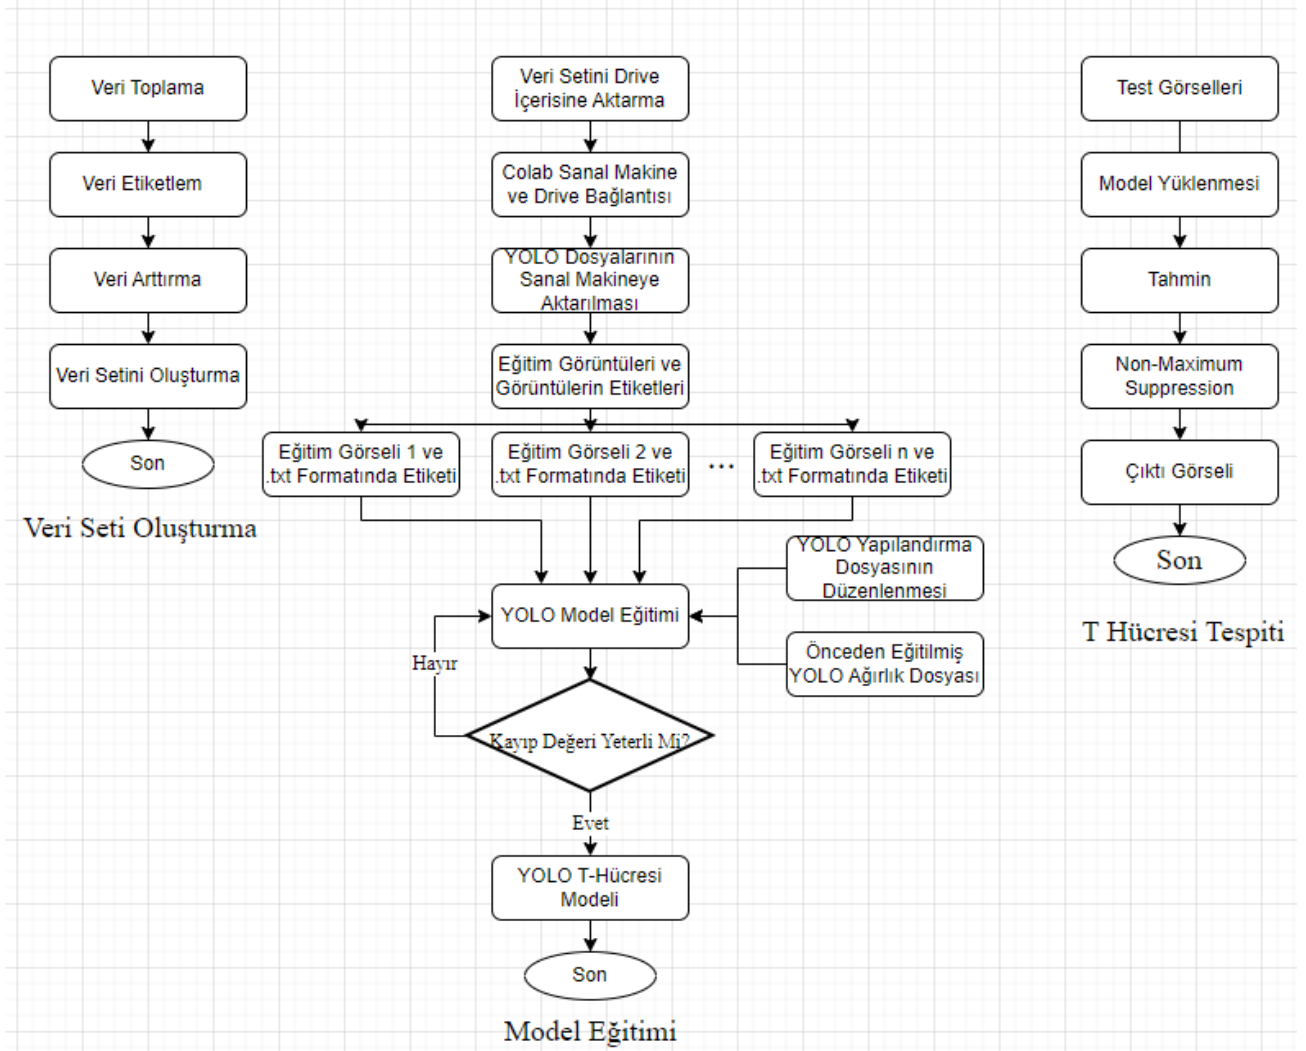 Veri Toplama
Veri Etiketlem
Veri Arttırma
Veri Setini Oluşturma
Son
Veri Seti Oluşturma
Veri Setini Drive
İçerisine Aktarma
Colab Sanal Makine
ve Drive Bağlantısı
YOLO Dosyalarının
Sanal Makineye
Aktarılması
Eğitim Görüntüleri ve
Görüntülerin Etiketleri
Eğitim Görseli 1 ve
.txt Formatında Etiketi
Eğitim Görseli 2 ve
.txt Formatında Etiketi
...
Eğitim Görseli n ve
.txt Formatında Etiketi
YOLO Yapılandırma
Dosyasının
Düzenlenmesi
YOLO Model Eğitimi
Önceden Eğitilmiş
YOLO Ağırlık Dosyası
Hayır
Kayıp Değeri Yeterli Mi?
Evet
YOLO T-Hücresi
Modeli
Son
Model Eğitimi
Test Görselleri
Model Yüklenmesi
Tahmin
Non-Maximum
Suppression
Çıktı Görseli
Son
T Hücresi Tespiti